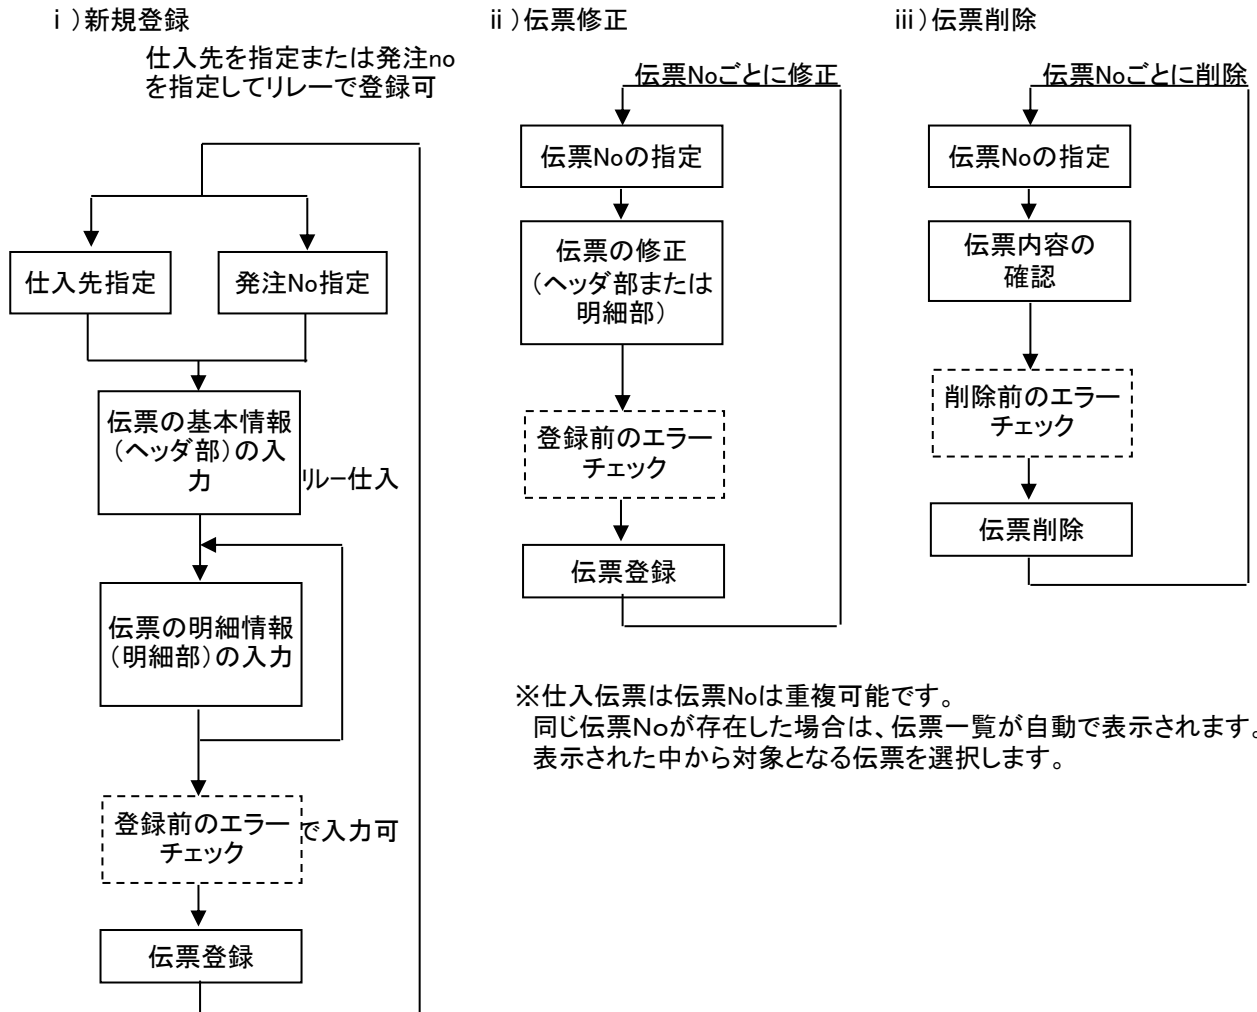 ⅰ）新規登録
仕入先を指定または発注no
を指定してリレーで登録可
仕入先指定
発注No指定
伝票の基本情報
（ヘッダ部）の入
力
リレー仕入
伝票の明細情報
（明細部）の入力
登録前のエラー
チェック
で入力可
伝票登録
ⅱ）伝票修正
伝票Noごとに修正
伝票Noの指定
伝票の修正
（ヘッダ部または
明細部）
登録前のエラー
チェック
伝票登録
ⅲ）伝票削除
伝票Noごとに削除
伝票Noの指定
伝票内容の
確認
削除前のエラー
チェック
伝票削除
※仕入伝票は伝票Noは重複可能です。
同じ伝票Noが存在した場合は、伝票一覧が自動で表示されます。
表示された中から対象となる伝票を選択します。